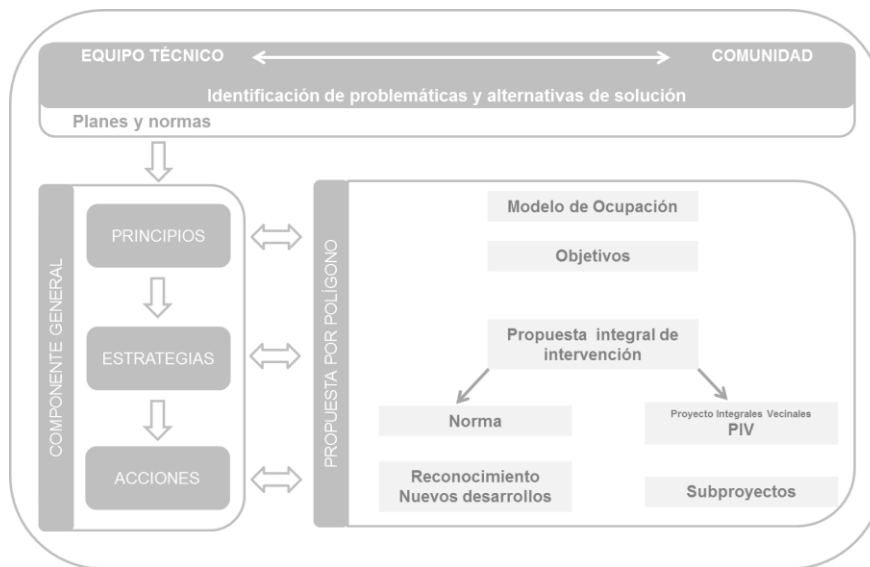 EQUIPO TÉCNICO
COMUNIDAD
Identificación de problemáticas y alternativas de solución
Planes y normas
COMPONENTE GENERAL
PRINCIPIOS
ESTRATEGIAS
ACCIONES
PROPUESTA POR POLÍGONO
Modelo de Ocupación
Objetivos
Propuesta integral de
intervención
Norma
Proyecto Integrales Vecinales
PIV
Reconocimiento
Nuevos desarrollos
Subproyectos